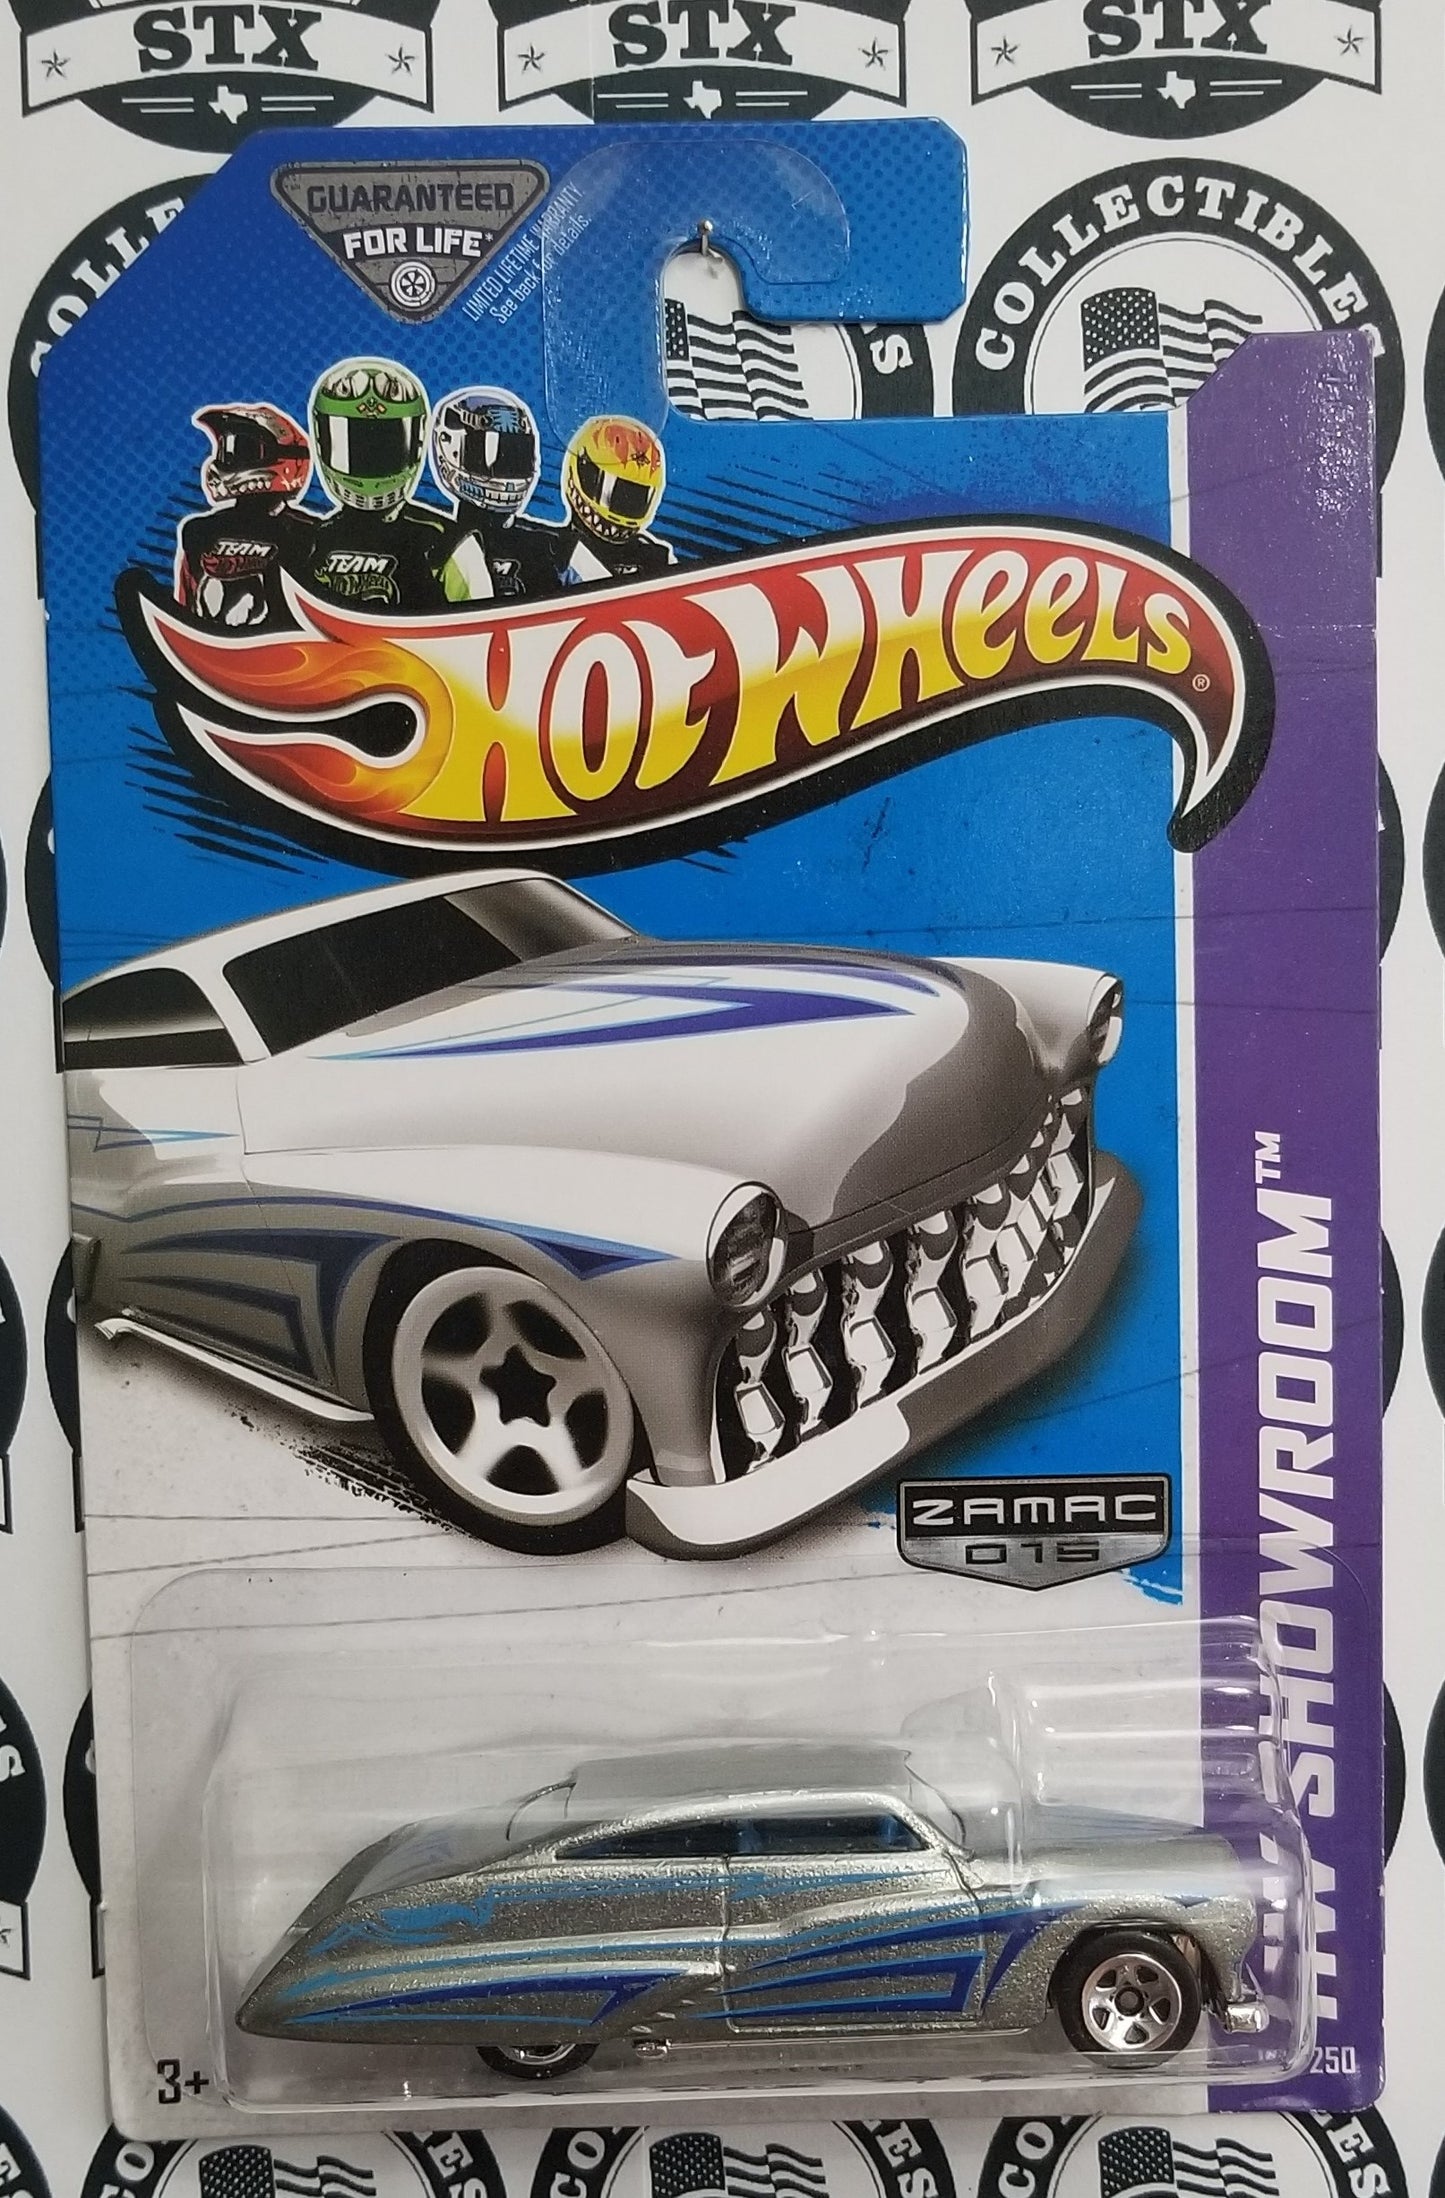 STX
STX
STX
COLLECTIBLES
GUARANTEED
FOR LIFE*
LIMITED LIFETIME WARRANTY
See back for details.
TEAM
TEAM
HOT WHEELS®
HW SHOWROOM™
ZAMAC
015
3+
250